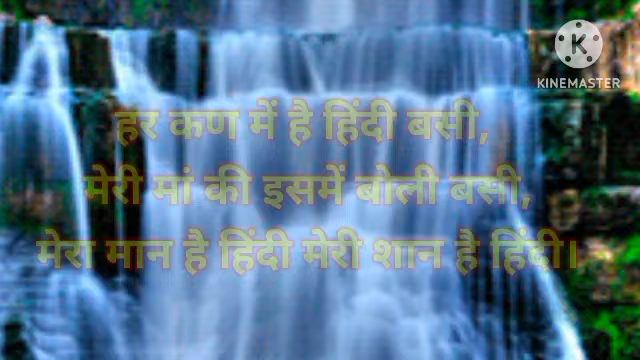 KINEMASTER
हर कण में है हिंदी बसी,
मेरी मां की इसमें बोली बसी,
मेरा मान है हिंदी मेरी शान है हिंदी।